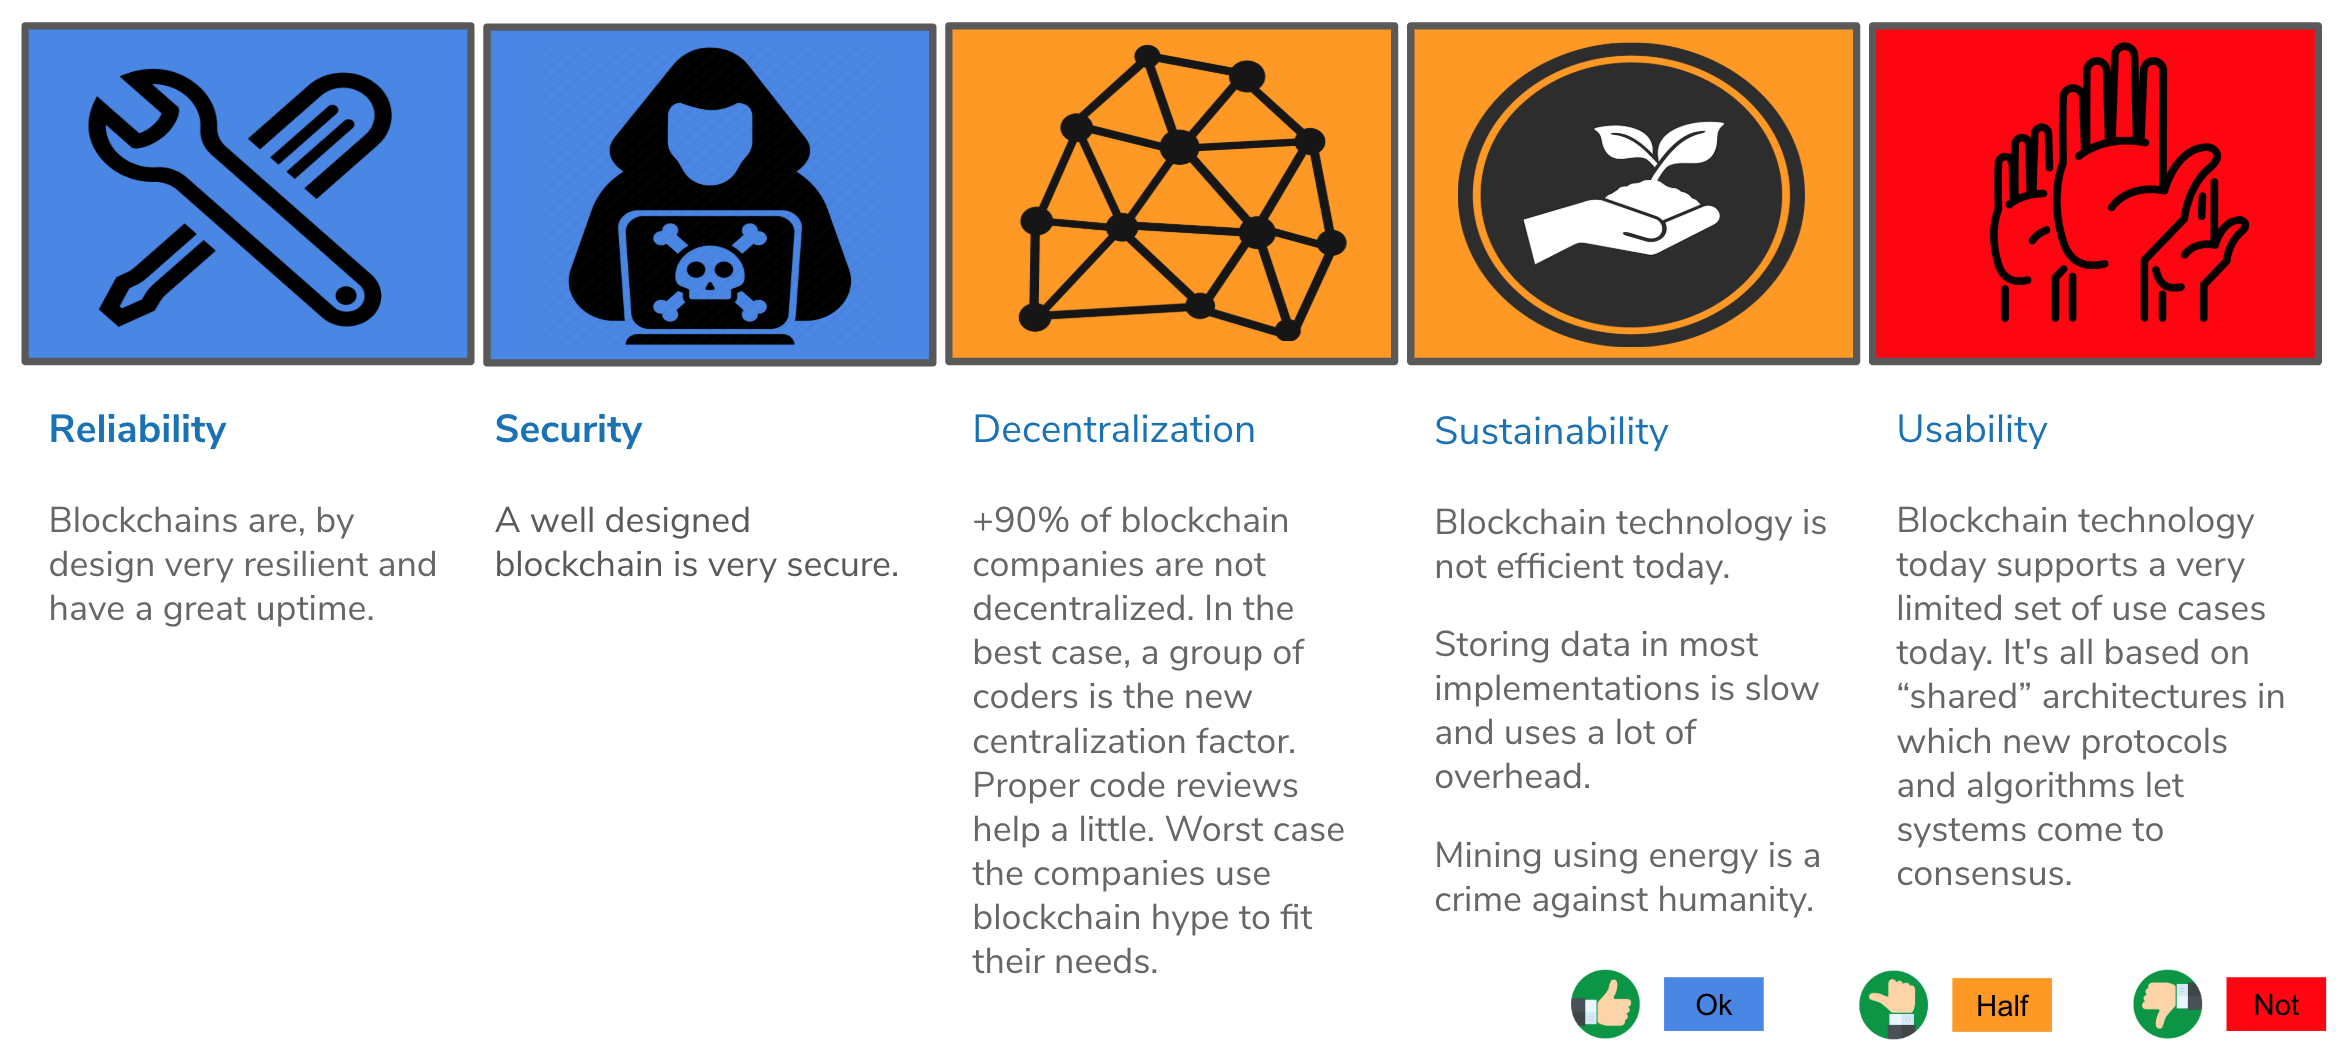 Reliability
Blockchains are, by
design very resilient and
have a great uptime.
Security
A well designed
blockchain is very secure.
Decentralization
+90% of blockchain
companies are not
decentralized. In the
best case, a group of
coders is the new
centralization factor.
Proper code reviews
help a little. Worst case
the companies use
blockchain hype to fit
their needs.
Sustainability
Blockchain technology is
not efficient today.
Storing data in most
implementations is slow
and uses a lot of
overhead.
Mining using energy is a
crime against humanity.
Usability
Blockchain technology
today supports a very
limited set of use cases
today. It's all based on
“shared” architectures in
which new protocols
and algorithms let
systems come to
consensus.
Ok
Half
Not